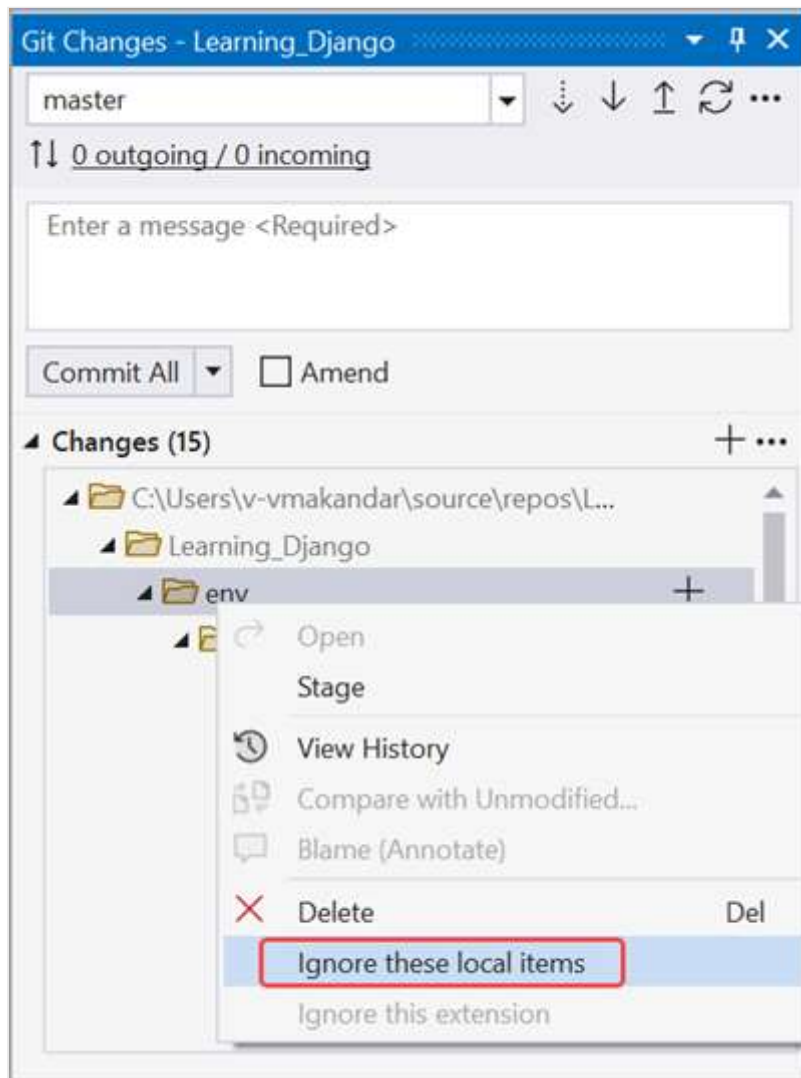 Git Changes - Learning_Django
master
0 outgoing / 0 incoming
Enter a message <Required>
Commit All
Amend
Changes (15)
C:\Users\v-vmakandar\source\repos\L...
Learning_Django
env
Open
Stage
View History
Compare with Unmodified...
Blame (Annotate)
Delete Del
Ignore these local items
Ignore this extension